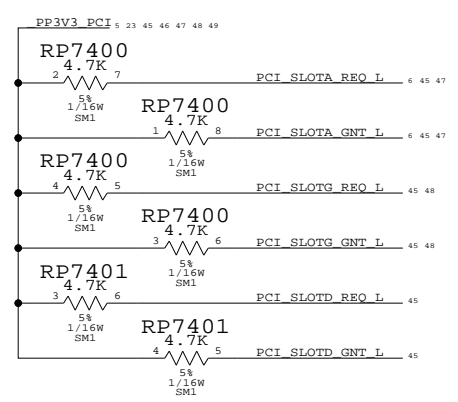 _PP3V3_PCI 5 23 45 46 47 48 49
RP7400
4.7K
2 7 PCI_SLOTA_REQ_L 6 45 47
5%
1/16W
SM1
RP7400
4.7K
1 8 PCI_SLOTA_GNT_L 6 45 47
5%
1/16W
SM1
RP7400
4.7K
4 5 PCI_SLOTG_REQ_L 45 48
5%
1/16W
SM1
RP7400
4.7K
3 6 PCI_SLOTG_GNT_L 45 48
5%
1/16W
SM1
RP7401
4.7K
3 6 PCI_SLOTD_REQ_L 45
5%
1/16W
SM1
RP7401
4.7K
4 5 PCI_SLOTD_GNT_L 45
5%
1/16W
SM1